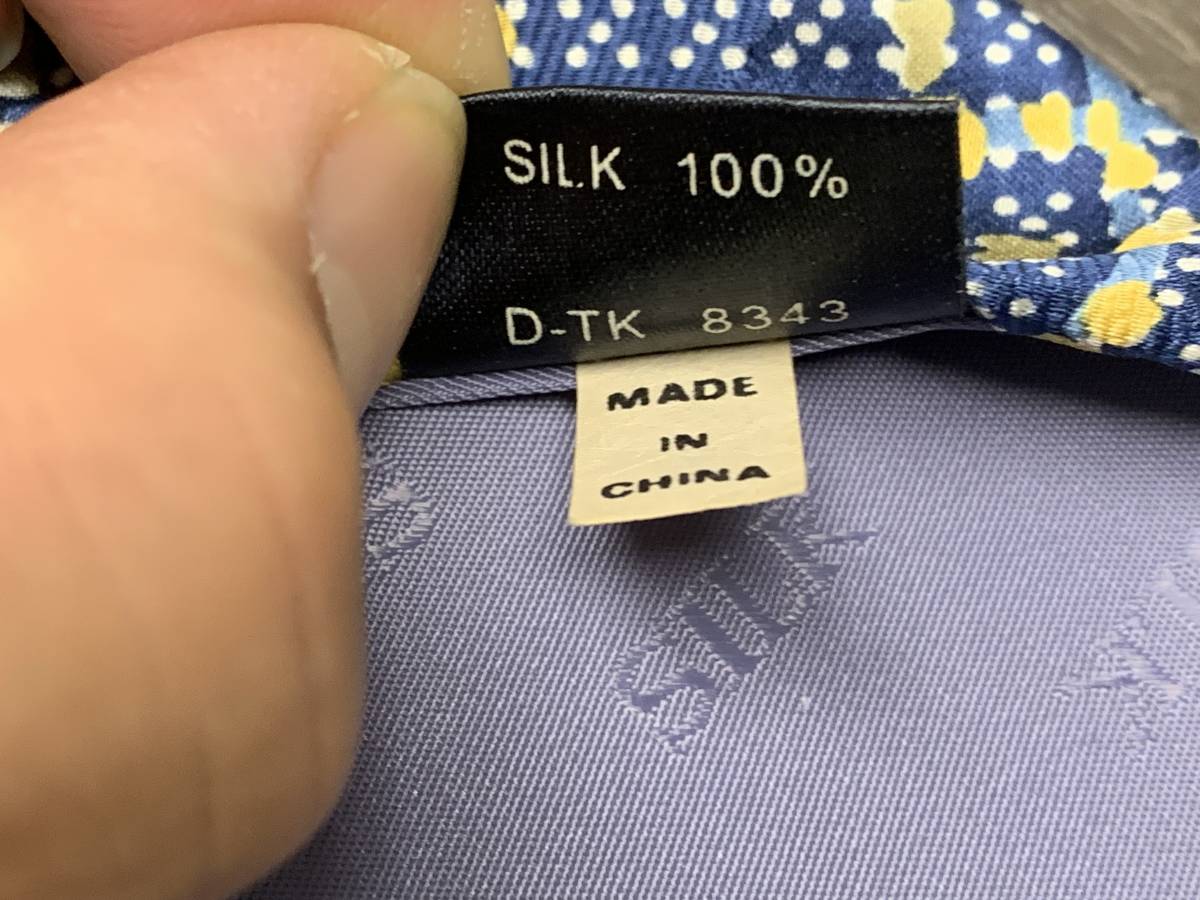 SILK 100%
D-TK 8343
MADE
IN
CHINA
SILK